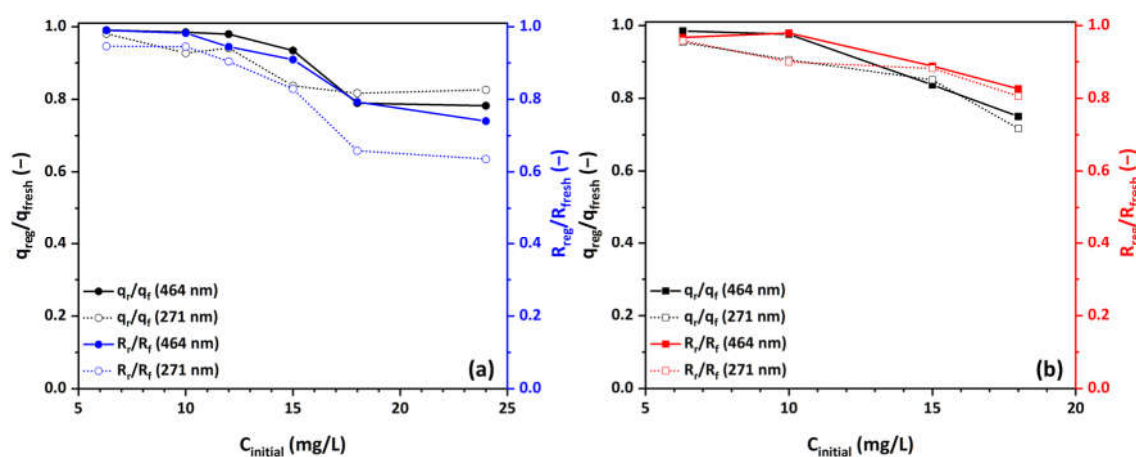 1.0
0.8
0.6
0.4
0.2
0.0
q_reg/q_fresh (–)
1.0
0.8
0.6
0.4
0.2
0.0
R_reg/R_fresh (–)
q_r/q_f (464 nm)
q_r/q_f (271 nm)
R_r/R_f (464 nm)
R_r/R_f (271 nm)
(a)
5 10 15 20 25
C_initial (mg/L)
1.0
0.8
0.6
0.4
0.2
0.0
q_reg/q_fresh (–)
1.0
0.8
0.6
0.4
0.2
0.0
R_reg/R_fresh (–)
q_r/q_f (464 nm)
q_r/q_f (271 nm)
R_r/R_f (464 nm)
R_r/R_f (271 nm)
(b)
5 10 15 20
C_initial (mg/L)